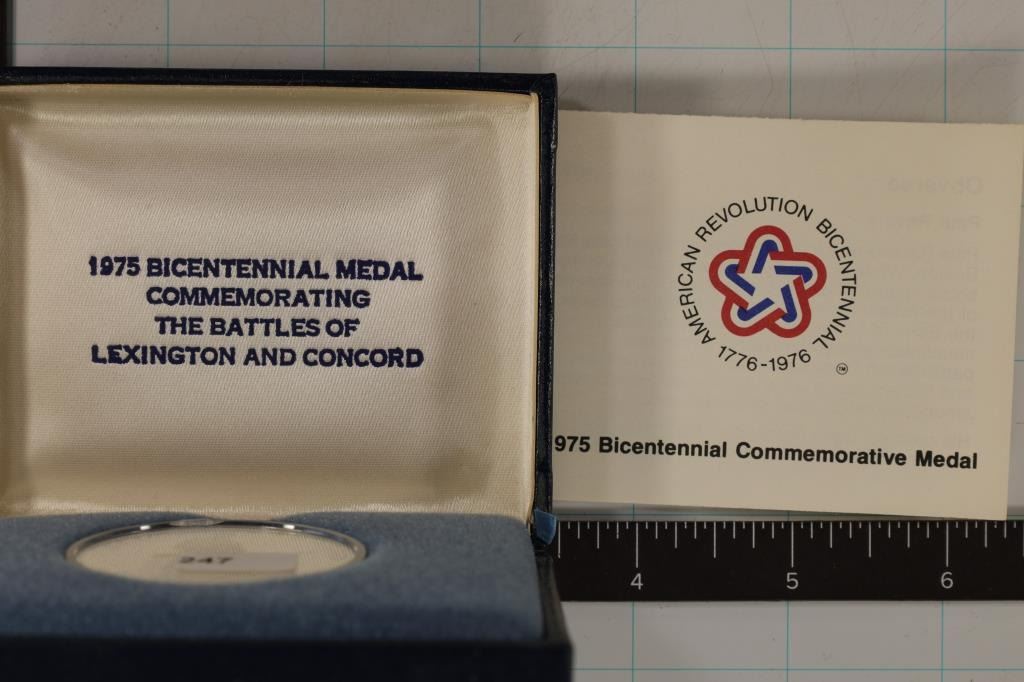 1975 BICENTENNIAL MEDAL
COMMEMORATING
THE BATTLES OF
LEXINGTON AND CONCORD
247
AMERICAN REVOLUTION BICENTENNIAL
1776-1976
TM
975 Bicentennial Commemorative Medal
4 5 6